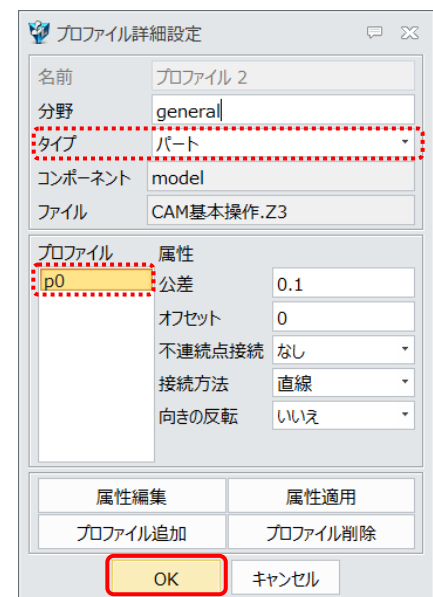 プロファイル詳細設定
名前 プロファイル 2
分野 general
タイプ パート
コンポーネント model
ファイル CAM基本操作.Z3
プロファイル 属性
p0 公差 0.1
オフセット 0
不連続点接続 なし
接続方法 直線
向きの反転 いいえ
属性編集 属性適用
プロファイル追加 プロファイル削除
OK キャンセル